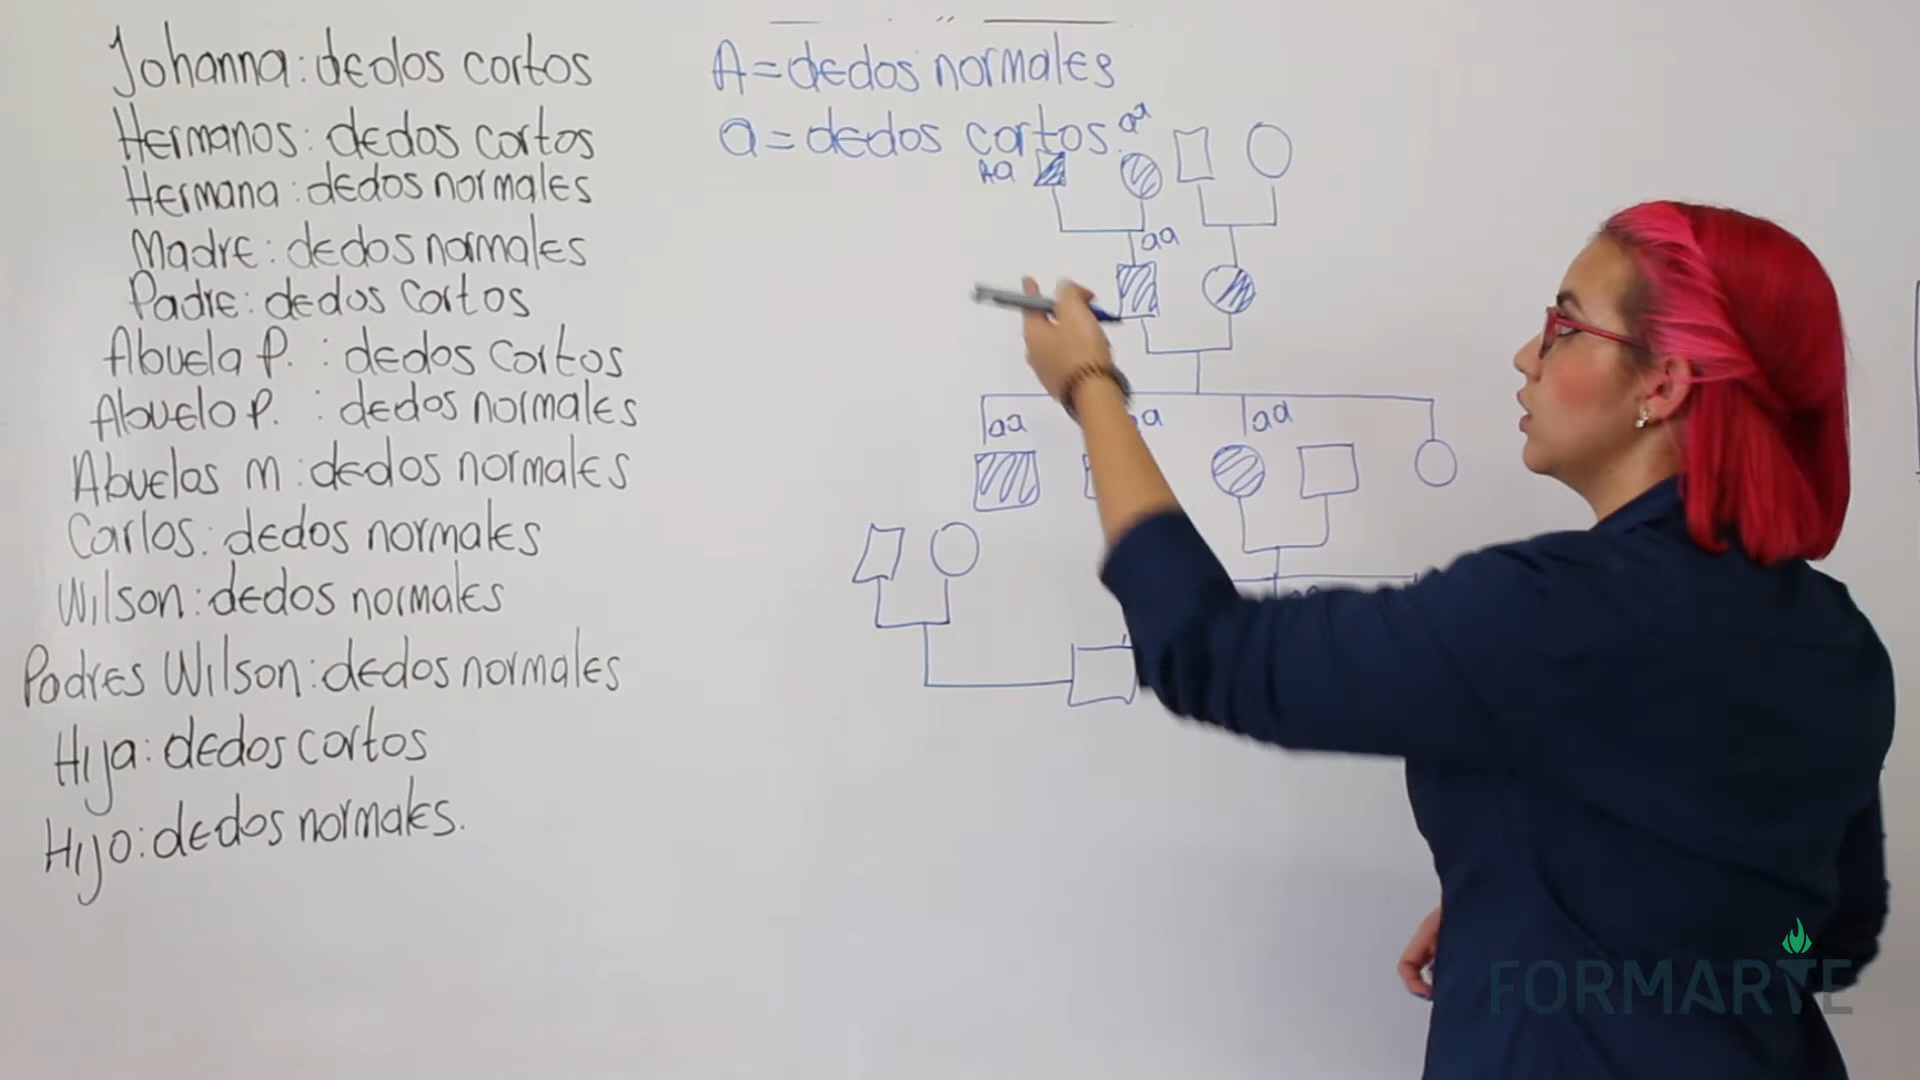 Johanna: dedos cortos
Hermanos: dedos cortos
Hermana: dedos normales
Madre: dedos normales
Padre: dedos cortos
Abuela P. : dedos cortos
Abuelo P. : dedos normales
Abuelos M: dedos normales
Carlos: dedos normales
Wilson: dedos normales
Padres Wilson: dedos normales
Hija: dedos cortos
Hijo: dedos normales.
A = dedos normales
a = dedos cortos.
aa
Aa
aa
aa
a
aa
FORMARTE